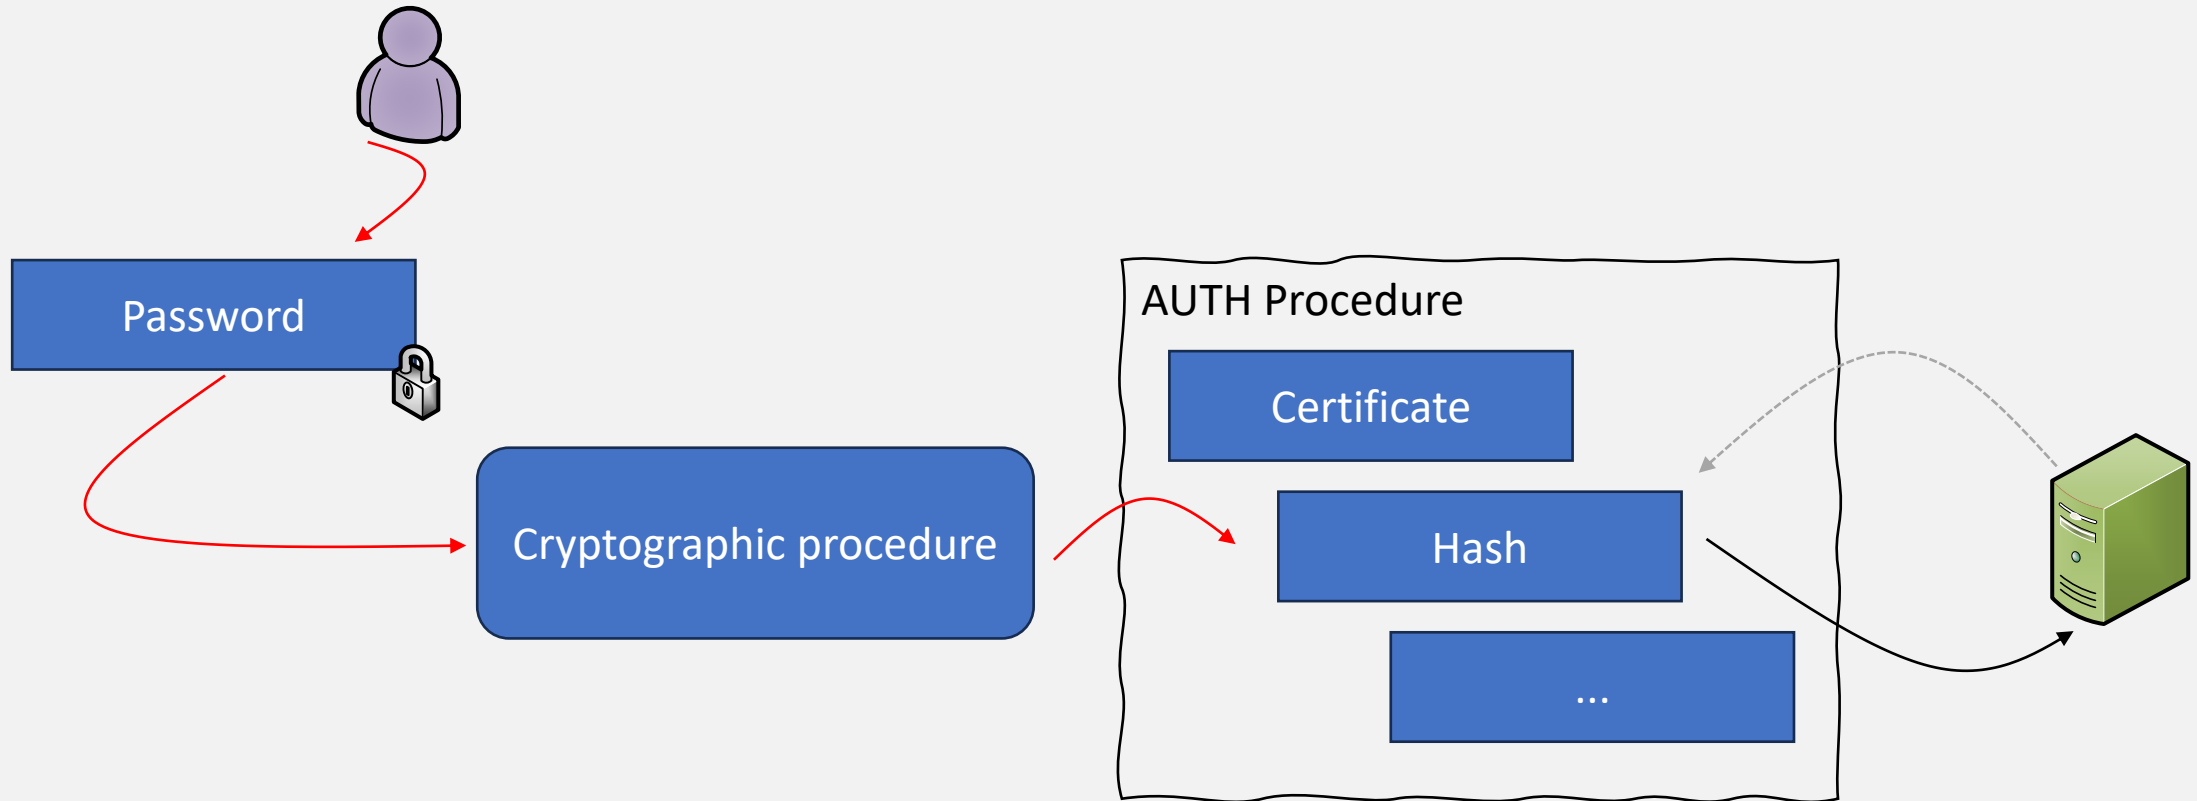 Password
AUTH Procedure
Certificate
Cryptographic procedure
Hash
...